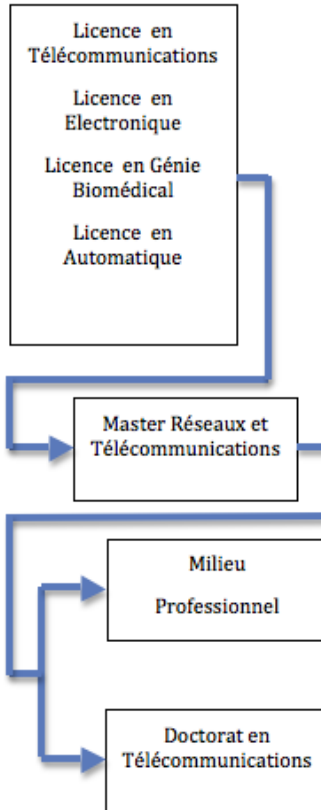 Licence en
Télécommunications
Licence en
Electronique
Licence en Génie
Biomédical
Licence en
Automatique
Master Réseaux et
Télécommunications
Milieu
Professionnel
Doctorat en
Télécommunications